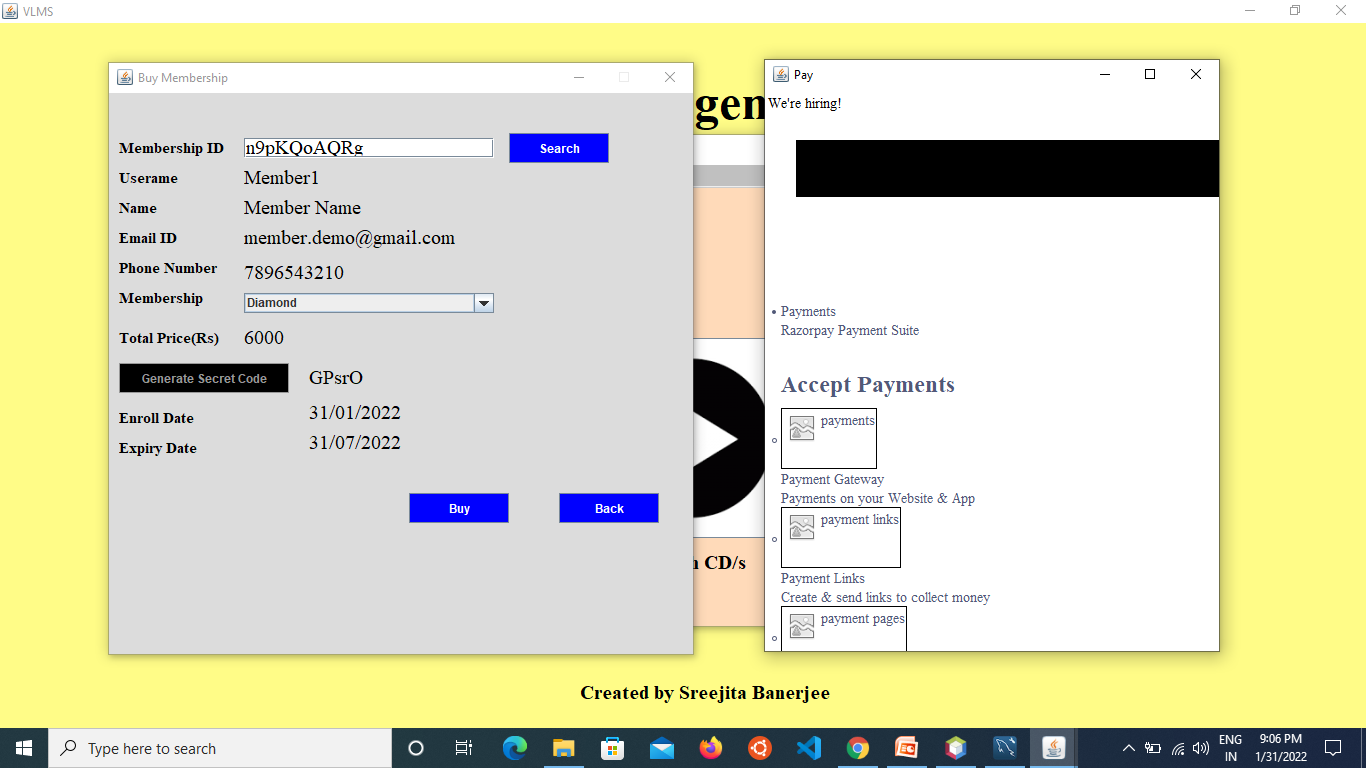 VLMS
Buy Membership
Membership ID n9pKQoAQRg Search
Userame Member1
Name Member Name
Email ID member.demo@gmail.com
Phone Number 7896543210
Membership Diamond
Total Price(Rs) 6000
Generate Secret Code GPsrO
Enroll Date 31/01/2022
Expiry Date 31/07/2022
Buy Back
gem
CD/s
Pay
We're hiring!
• Payments
Razorpay Payment Suite
Accept Payments
payments
Payment Gateway
Payments on your Website & App
payment links
Payment Links
Create & send links to collect money
payment pages
Created by Sreejita Banerjee
Type here to search
ENG
IN
9:06 PM
1/31/2022